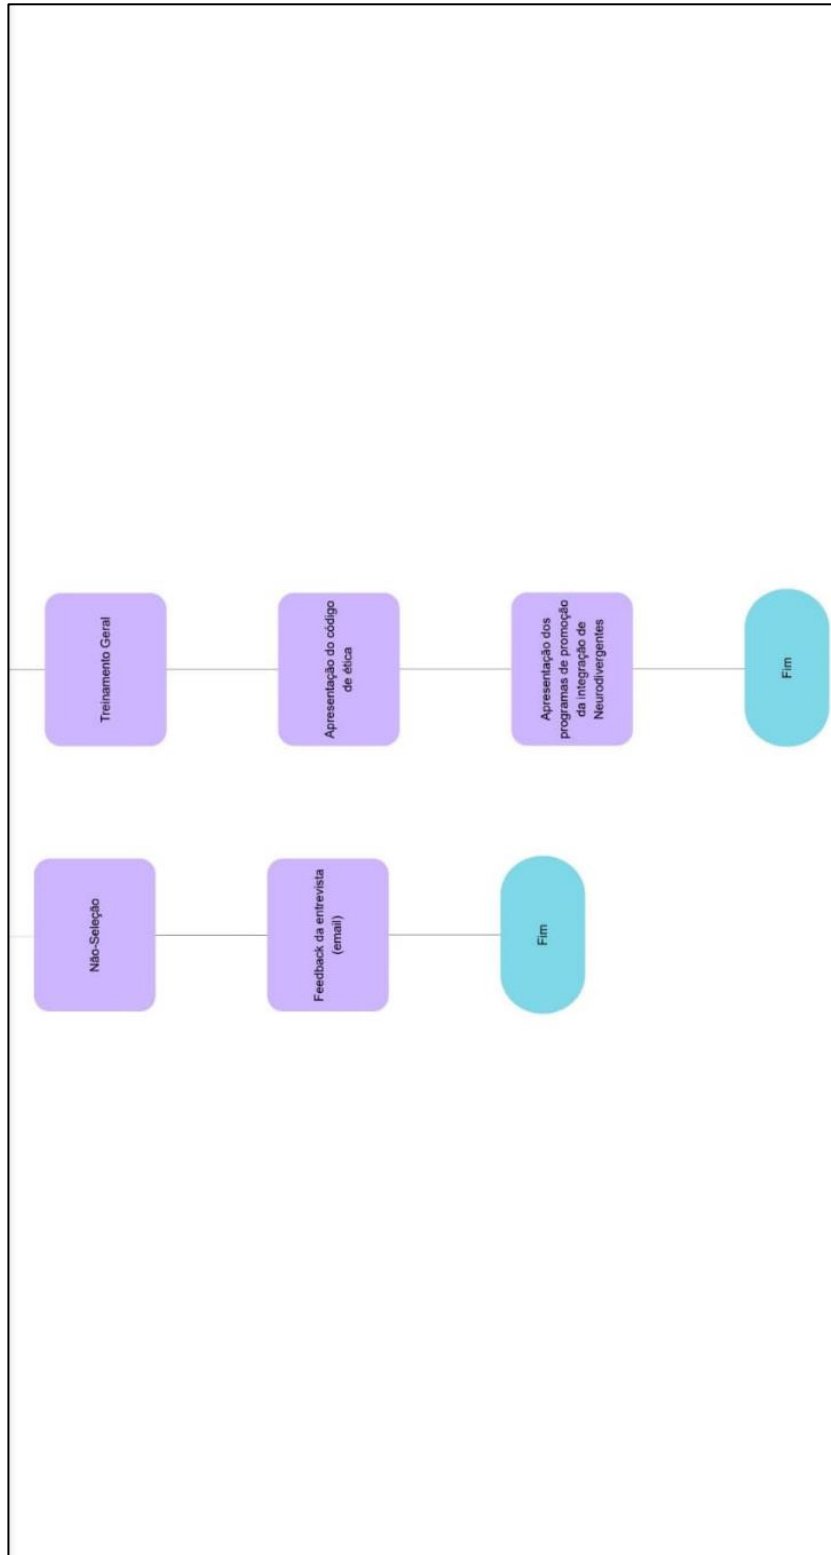 Não-Seleção
Feedback da entrevista
(email)
Fim
Treinamento Geral
Apresentação do código
de ética
Apresentação dos
programas de promoção
da integração de
Neurodivergentes
Fim